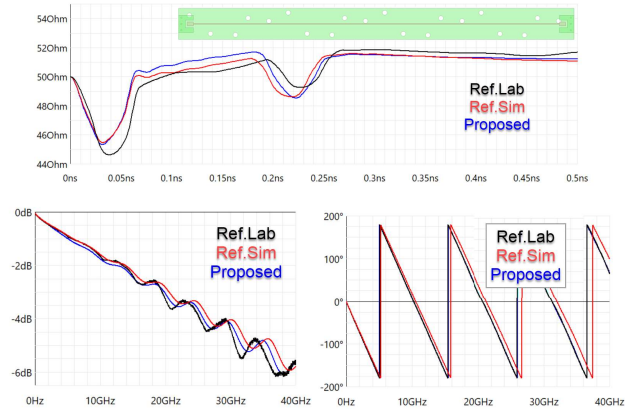 54Ohm
52Ohm
50Ohm
48Ohm
46Ohm
44Ohm
Ref.Lab
Ref.Sim
Proposed
0ns 0.05ns 0.1ns 0.15ns 0.2ns 0.25ns 0.3ns 0.35ns 0.4ns 0.45ns 0.5ns
0dB
-2dB
-4dB
-6dB
Ref.Lab
Ref.Sim
Proposed
0Hz 10GHz 20GHz 30GHz 40GHz
200°
100°
0°
-100°
-200°
Ref.Lab
Ref.Sim
Proposed
0Hz 10GHz 20GHz 30GHz 40GHz